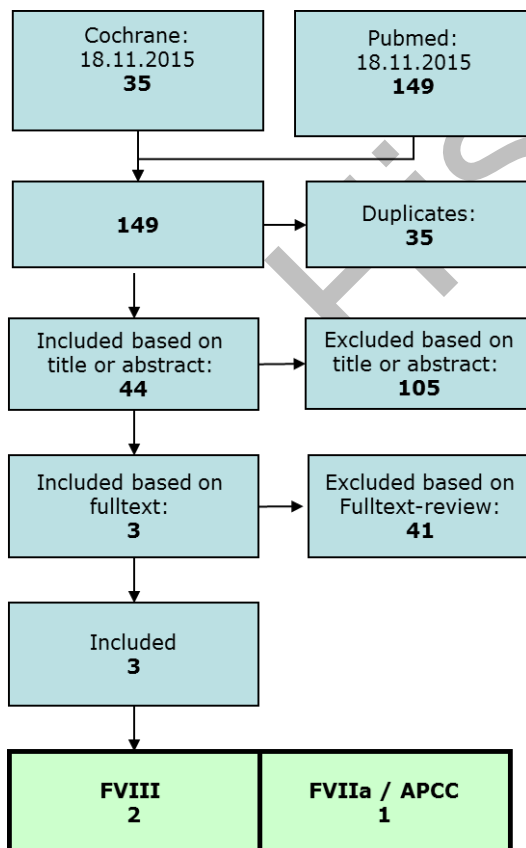 Cochrane:
18.11.2015
35
Pubmed:
18.11.2015
149
149
Duplicates:
35
Included based on
title or abstract:
44
Excluded based on
title or abstract:
105
Included based on
fulltext:
3
Excluded based on
Fulltext-review:
41
Included
3
FVIII
2
FVIIa / APCC
1